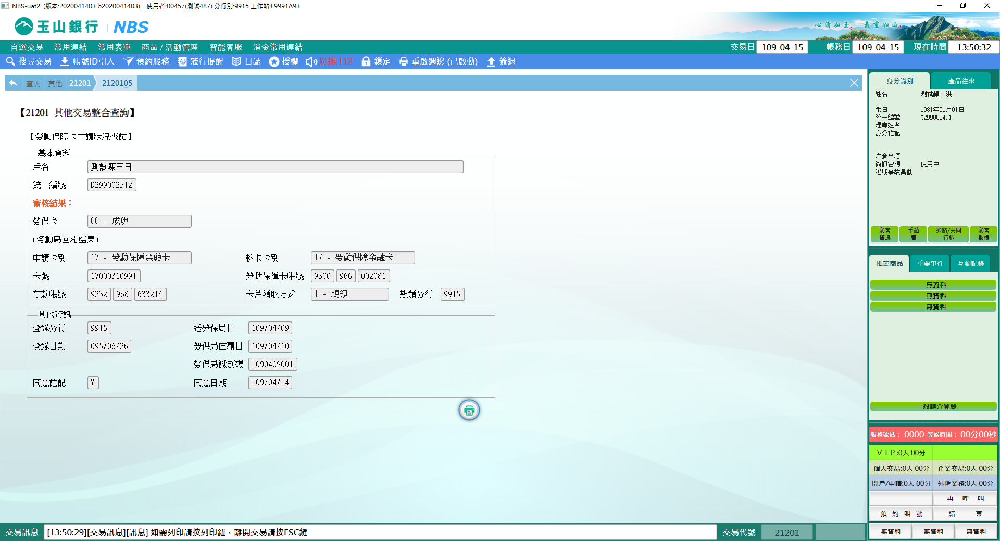 NBS-uat2 (版本:2020041403.b2020041403) 使用者:00457(測試487) 分行別:9915 工作站:L9991A93
玉山銀行 | NBS
心清如玉 義重如山
自選交易 常用連結 常用表單 商品 / 活動管理 智能客服 消金常用連結 交易日 109-04-15 帳務日 109-04-15 現在時間 13:50:32
搜尋交易 帳號ID引入 預約服務 蒞行提醒 日誌 授權 廣播:112 鎖定 重啟週邊 (已啟動) 簽退
查詢 其他 21201 2120105
【21201 其他交易整合查詢】
【勞動保障卡申請狀況查詢】
基本資料
戶名 測試陳三日
統一編號 D299002512
審核結果：
勞保卡 00 - 成功
(勞動局回覆結果)
申請卡別 17 - 勞動保障金融卡 核卡卡別 17 - 勞動保障金融卡
卡號 17000310991 勞動保障卡帳號 9300 966 002081
存款帳號 9232 968 633214 卡片領取方式 1 - 親領 親領分行 9915
其他資訊
登錄分行 9915 送勞保局日 109/04/09
登錄日期 095/06/26 勞保局回覆日 109/04/10
勞保局識別碼 1090409001
同意註記 Y 同意日期 109/04/14
身分識別 產品往來
姓名 測試顏一洪
生日 1981年01月01日
統一編號 C299000491
理專姓名
身分註記
注意事項
簡訊密碼 使用中
近期事故異動
顧客資訊 手續費 通路/共同行銷 顧客影像
推薦商品 重要事件 互動記錄
無資料
無資料
無資料
一般轉介登錄
服務號碼： 0000 等候時間： 00分00秒
ＶＩＰ:0人 00分
個人交易:0人 00分 企業交易:0人 00分
開戶/申請:0人 00分 外匯業務:0人 00分
再 呼 叫
預 約 叫 號 結 束
無資料 無資料 無資料
交易訊息 [13:50:29][交易訊息][訊息] 如需列印請按列印鈕，離開交易請按ESC鍵 交易代號 21201